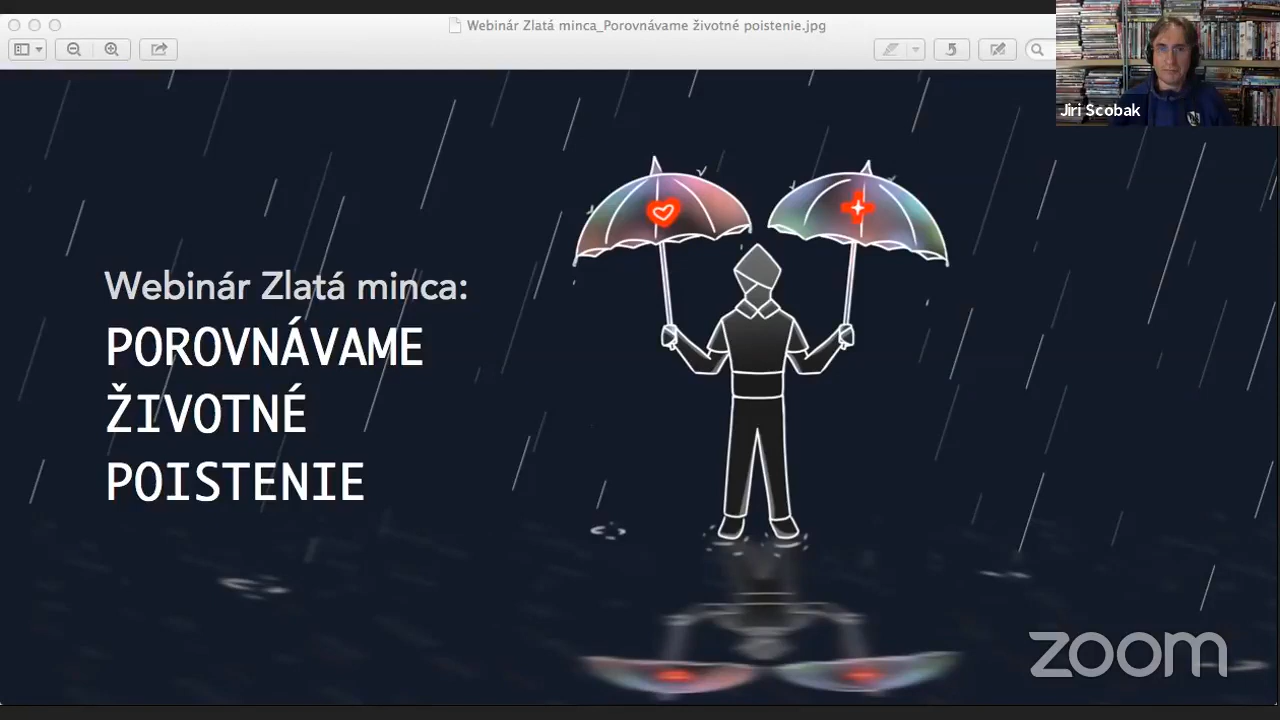 Webinár Zlatá minca_Porovnávame životné poistenie.jpg
Jiri Scobak
Webinár Zlatá minca:
POROVNÁVAME
ŽIVOTNÉ
POISTENIE
zoom